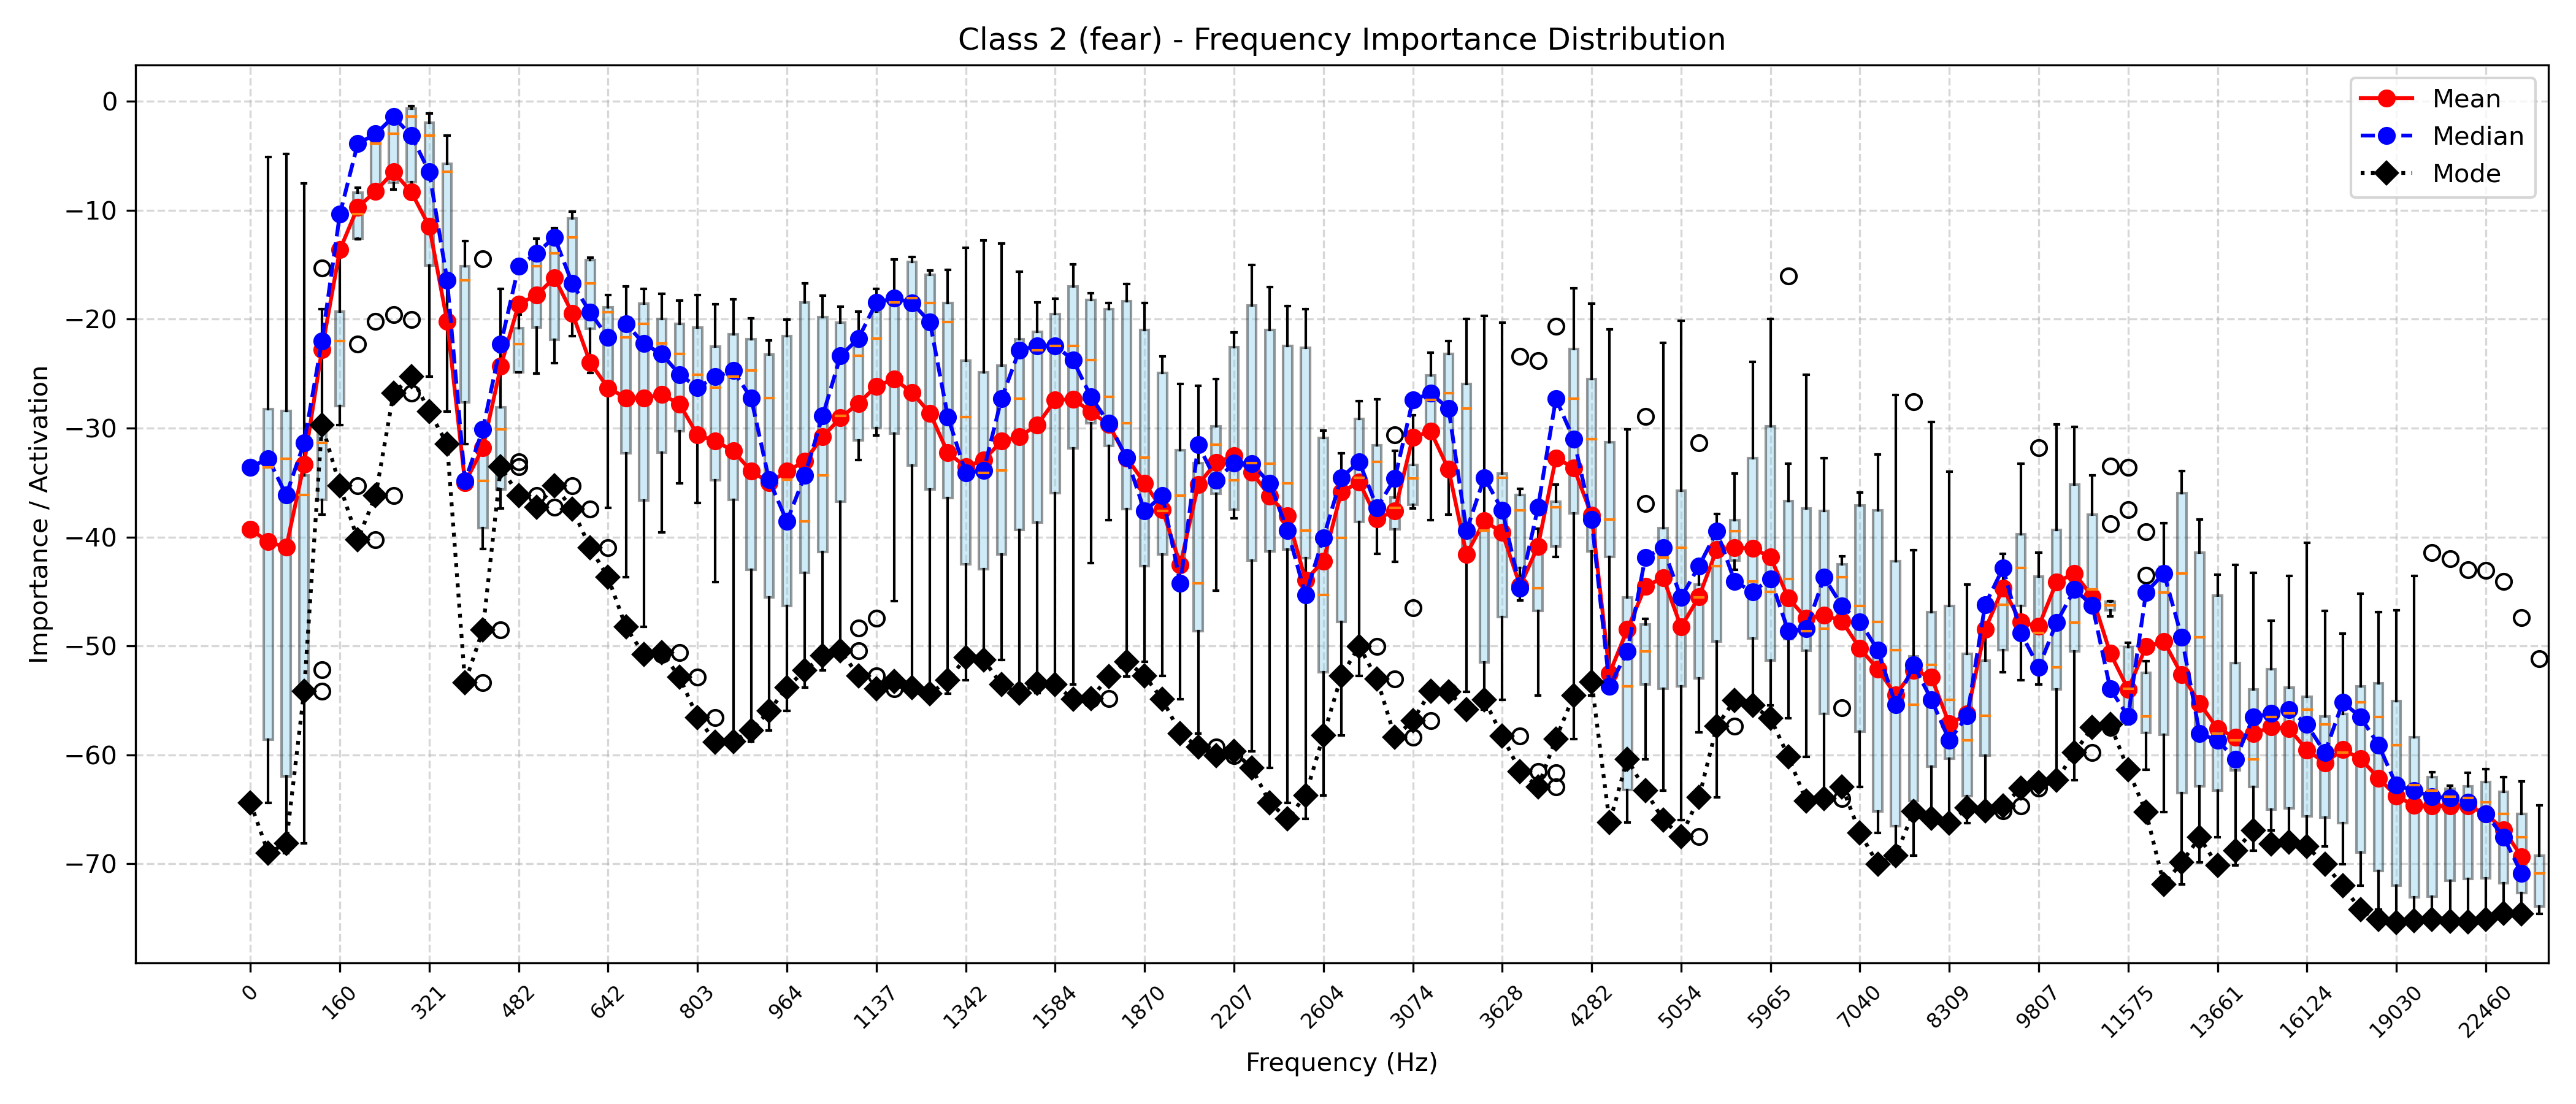 Class 2 (fear) - Frequency Importance Distribution
Importance / Activation
0
−10
−20
−30
−40
−50
−60
−70
Mean
Median
Mode
0 160 321 482 642 803 964 1137 1342 1584 1870 2207 2604 3074 3628 4282 5054 5965 7040 8309 9807 11575 13661 16124 19030 22460
Frequency (Hz)